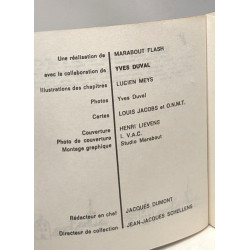 Une réalisation de MARABOUT FLASH
avec la collaboration de YVES DUVAL
Illustrations des chapitres LUCIEN MEYS
Photos Yves Duval
Cartes LOUIS JACOBS et O.N.M.T.
Couverture HENRI LIEVENS
Photo de couverture I. V.A.C.
Montage graphique Studio Marabout
Rédacteur en chef JACQUES DUMONT
Directeur de collection JEAN-JACQUES SCHELLENS